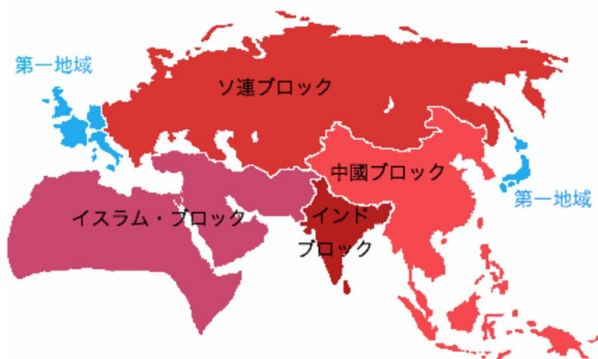 第一地域
ソ連ブロック
中國ブロック
第一地域
イスラム・ブロック
インド
ブロック